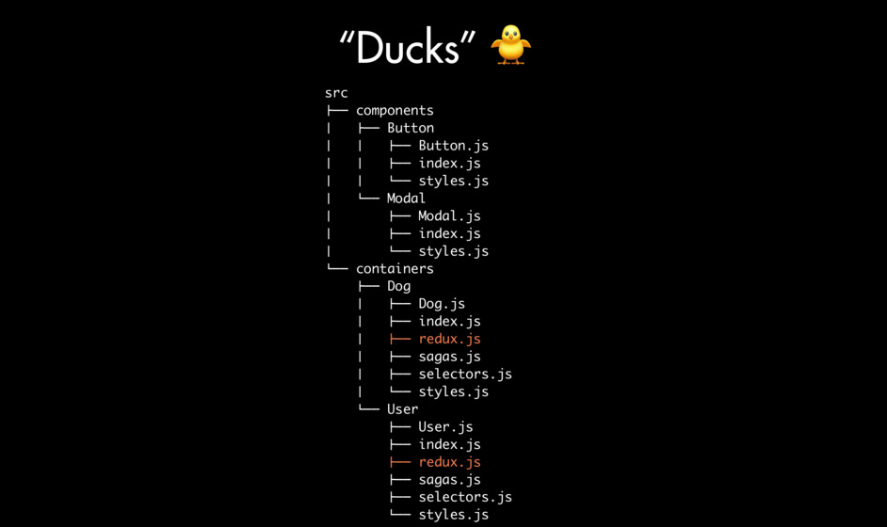 “Ducks” 🐥
src
├── components
|   ├── Button
|   |   ├── Button.js
|   |   ├── index.js
|   |   └── styles.js
|   └── Modal
|       ├── Modal.js
|       ├── index.js
|       └── styles.js
└── containers
    ├── Dog
    |   ├── Dog.js
    |   ├── index.js
    |   ├── redux.js
    |   ├── sagas.js
    |   ├── selectors.js
    |   └── styles.js
    └── User
        ├── User.js
        ├── index.js
        ├── redux.js
        ├── sagas.js
        ├── selectors.js
        └── styles.js